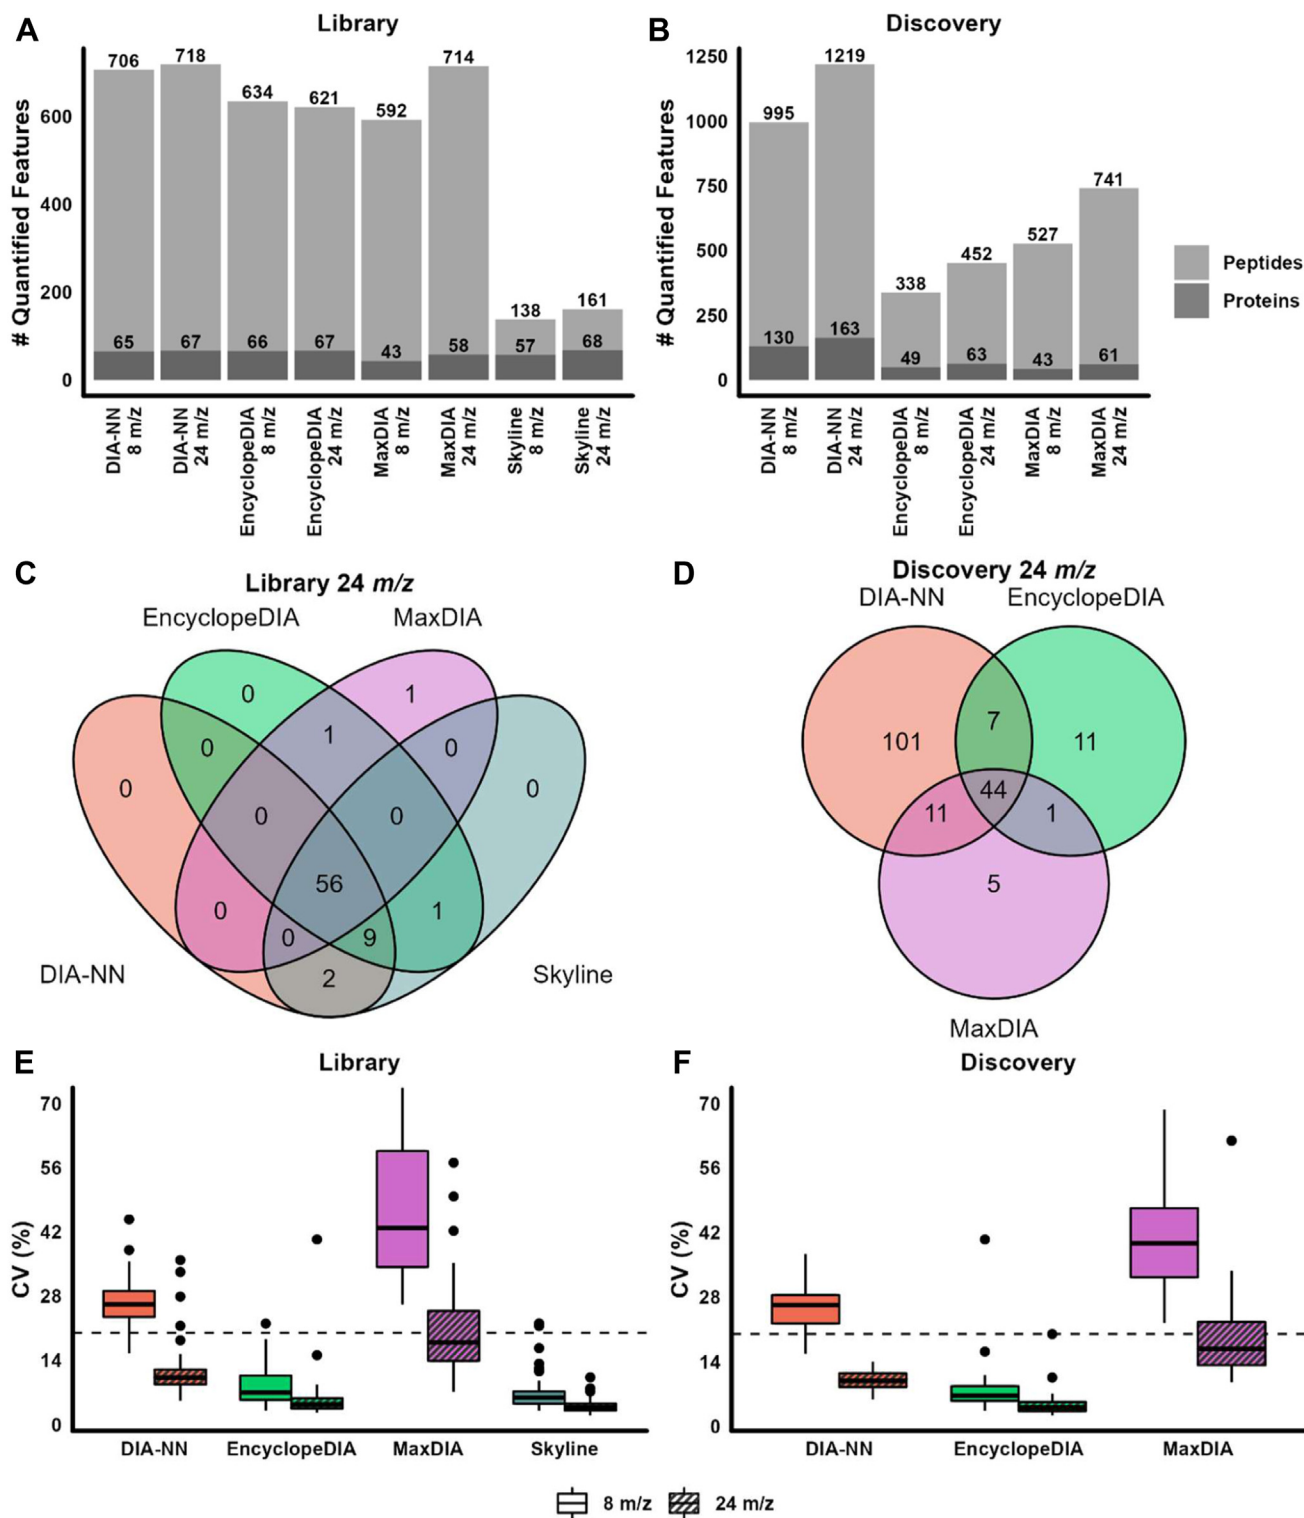 A
Library
# Quantified Features
600
400
200
0
706
718
634
621
592
714
138
161
65
67
66
67
43
58
57
68
DIA-NN
8 m/z
DIA-NN
24 m/z
EncyclopeDIA
8 m/z
EncyclopeDIA
24 m/z
MaxDIA
8 m/z
MaxDIA
24 m/z
Skyline
8 m/z
Skyline
24 m/z
B
Discovery
# Quantified Features
1250
1000
750
500
250
0
995
1219
338
452
527
741
130
163
49
63
43
61
DIA-NN
8 m/z
DIA-NN
24 m/z
EncyclopeDIA
8 m/z
EncyclopeDIA
24 m/z
MaxDIA
8 m/z
MaxDIA
24 m/z
Peptides
Proteins
C
Library 24 m/z
EncyclopeDIA
MaxDIA
0
1
1
0
0
0
0
0
0
56
0
1
0
9
2
DIA-NN
Skyline
D
Discovery 24 m/z
DIA-NN
EncyclopeDIA
7
101
11
44
11
1
5
MaxDIA
E
Library
CV (%)
70
56
42
28
14
0
DIA-NN
EncyclopeDIA
MaxDIA
Skyline
F
Discovery
CV (%)
70
56
42
28
14
0
DIA-NN
EncyclopeDIA
MaxDIA
8 m/z
24 m/z